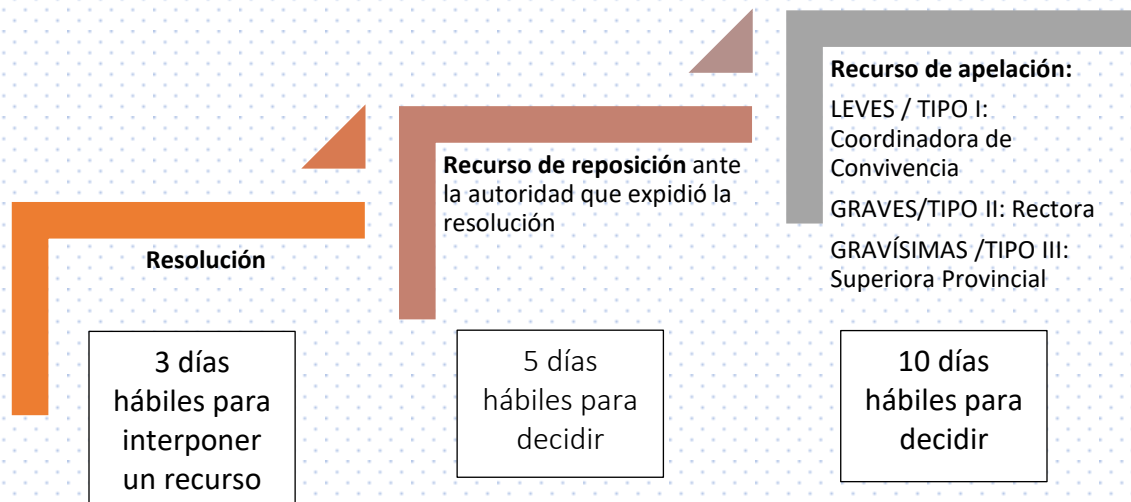 Resolución
3 días
hábiles para
interponer
un recurso
Recurso de reposición ante
la autoridad que expidió la
resolución
5 días
hábiles para
decidir
Recurso de apelación:
LEVES / TIPO I:
Coordinadora de
Convivencia
GRAVES/TIPO II: Rectora
GRAVÍSIMAS /TIPO III:
Superiora Provincial
10 días
hábiles para
decidir